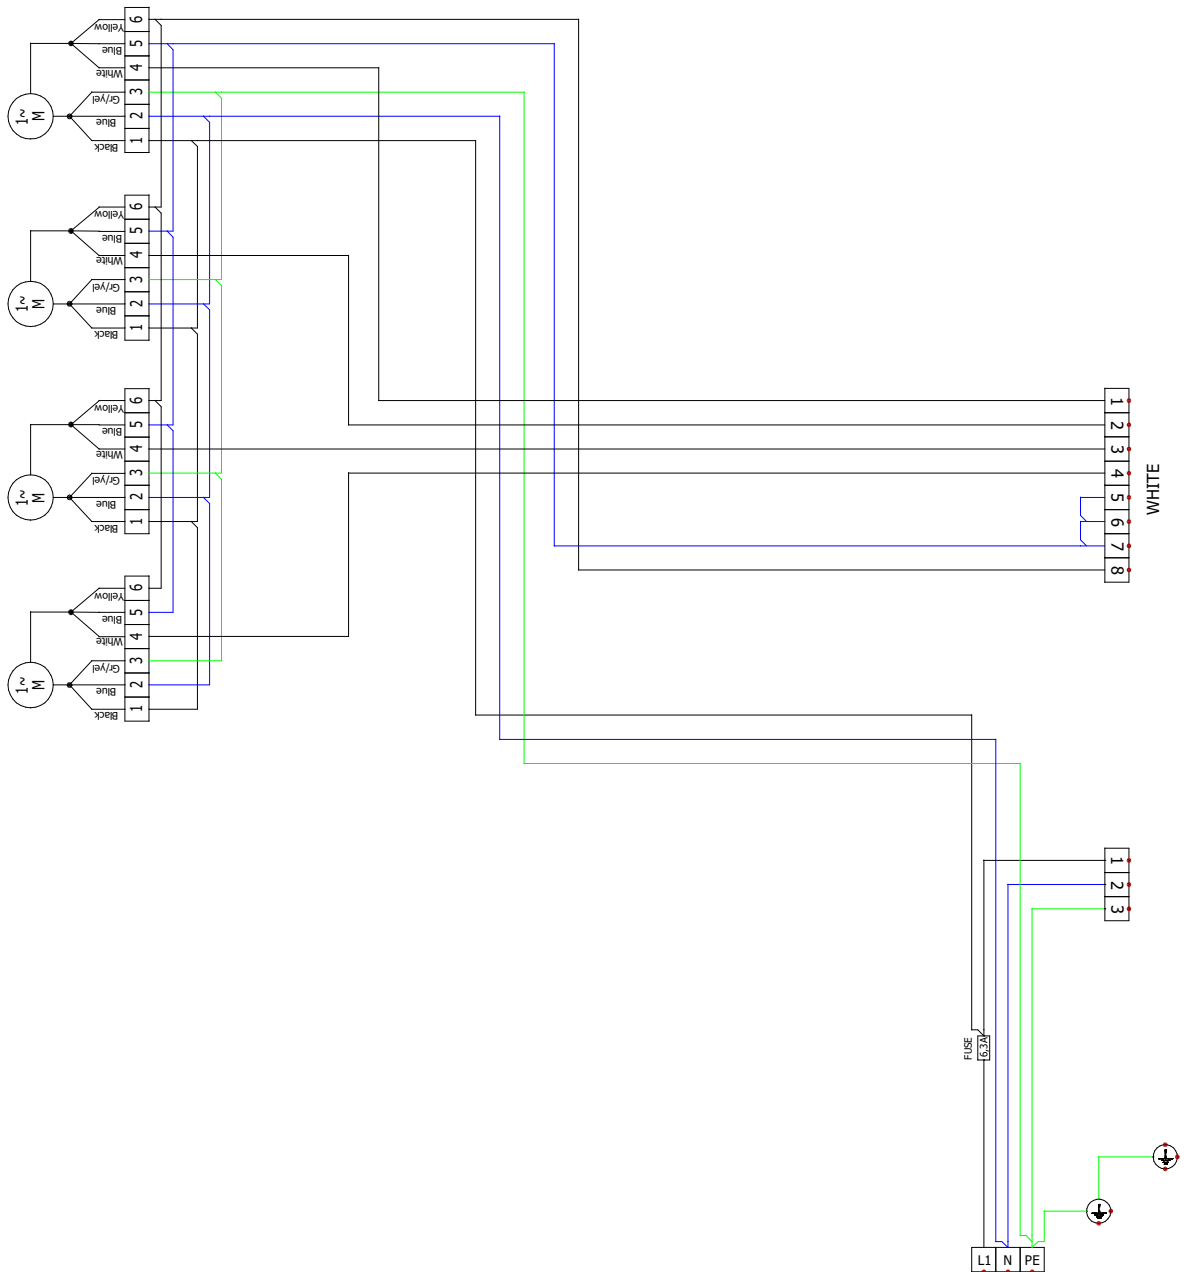 6
Yellow
5
Blue
4
White
3
Gr/yel
2
Blue
1
Black
1~
M
6
Yellow
5
Blue
4
White
3
Gr/yel
2
Blue
1
Black
1~
M
6
Yellow
5
Blue
4
White
3
Gr/yel
2
Blue
1
Black
1~
M
6
Yellow
5
Blue
4
White
3
Gr/yel
2
Blue
1
Black
1~
M
1
2
3
4
5
6
7
8
WHITE
1
2
3
FUSE
6,3A
L1 N PE